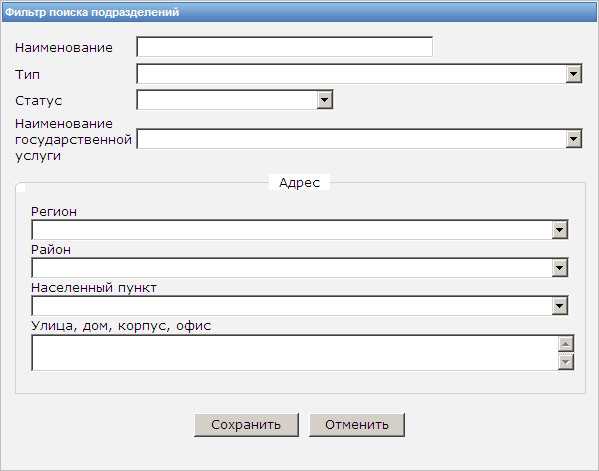 Фильтр поиска подразделений
Наименование
Тип
Статус
Наименование
государственной
услуги
Адрес
Регион
Район
Населенный пункт
Улица, дом, корпус, офис
Сохранить Отменить